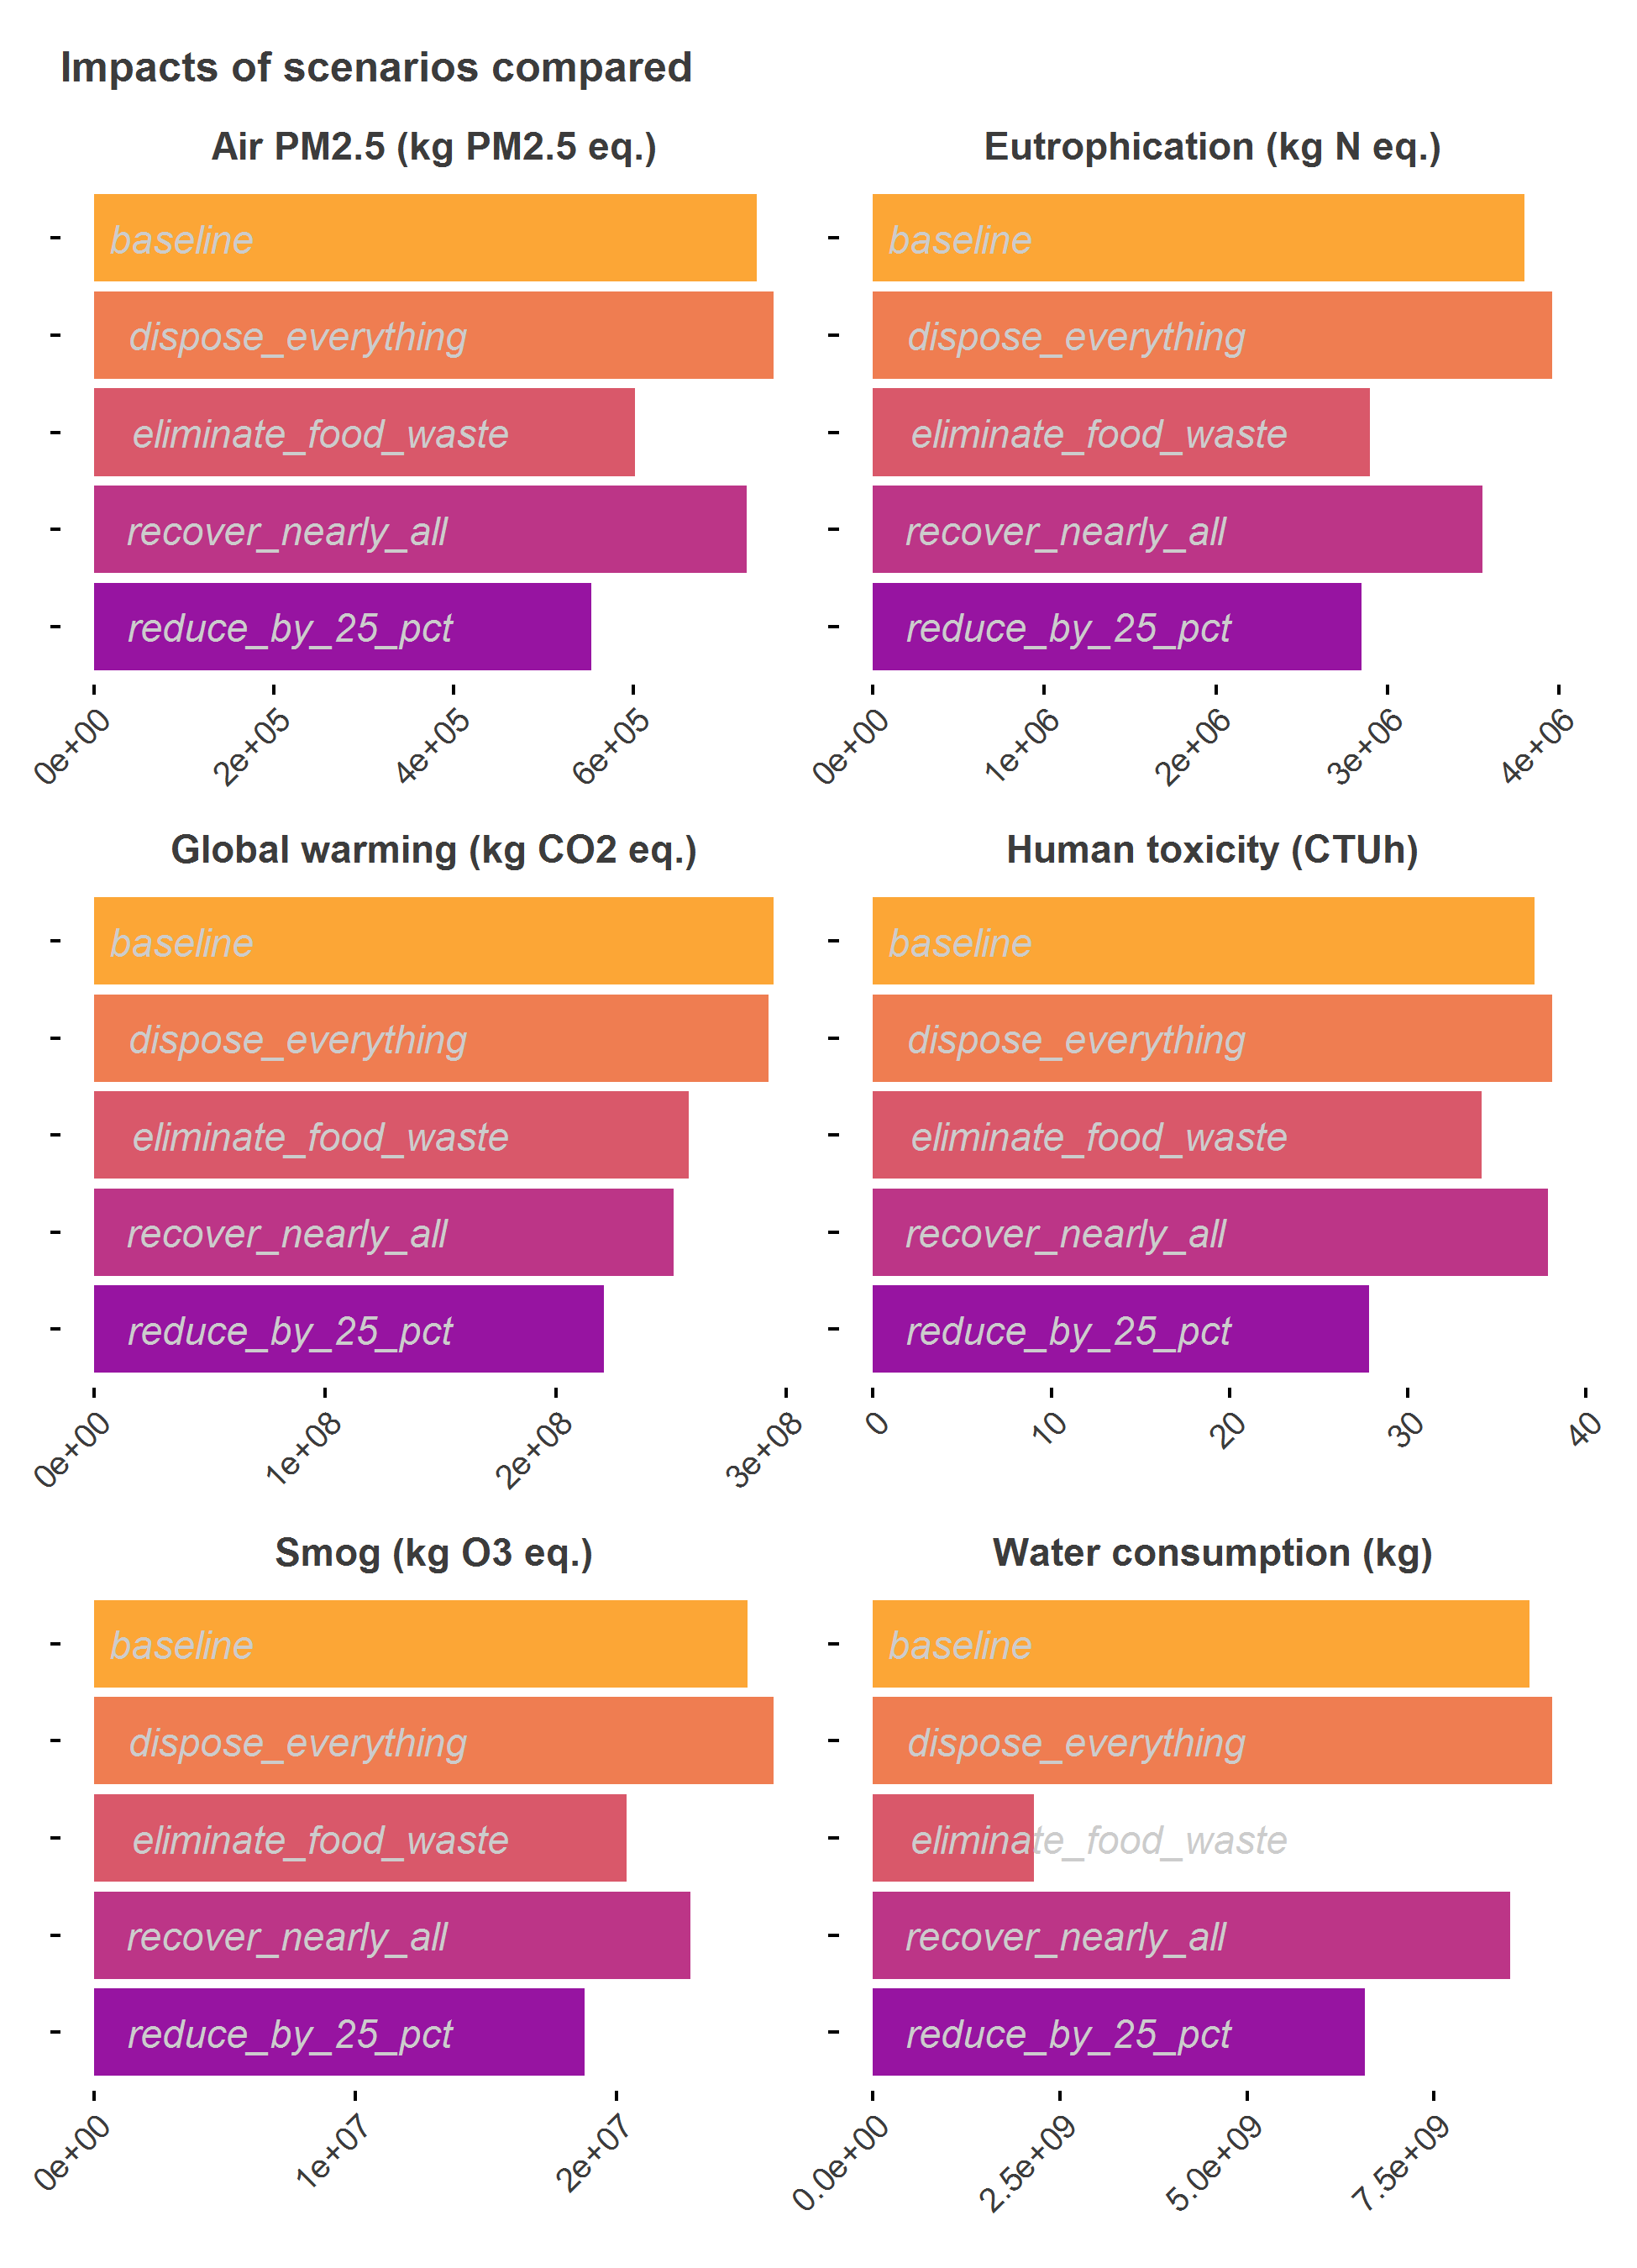 Impacts of scenarios compared
Air PM2.5 (kg PM2.5 eq.)
baseline
dispose_everything
eliminate_food_waste
recover_nearly_all
reduce_by_25_pct
0e+00 2e+05 4e+05 6e+05
Eutrophication (kg N eq.)
baseline
dispose_everything
eliminate_food_waste
recover_nearly_all
reduce_by_25_pct
0e+00 1e+06 2e+06 3e+06 4e+06
Global warming (kg CO2 eq.)
baseline
dispose_everything
eliminate_food_waste
recover_nearly_all
reduce_by_25_pct
0e+00 1e+08 2e+08 3e+08
Human toxicity (CTUh)
baseline
dispose_everything
eliminate_food_waste
recover_nearly_all
reduce_by_25_pct
0 10 20 30 40
Smog (kg O3 eq.)
baseline
dispose_everything
eliminate_food_waste
recover_nearly_all
reduce_by_25_pct
0e+00 1e+07 2e+07
Water consumption (kg)
baseline
dispose_everything
eliminate_food_waste
recover_nearly_all
reduce_by_25_pct
0.0e+00 2.5e+09 5.0e+09 7.5e+09